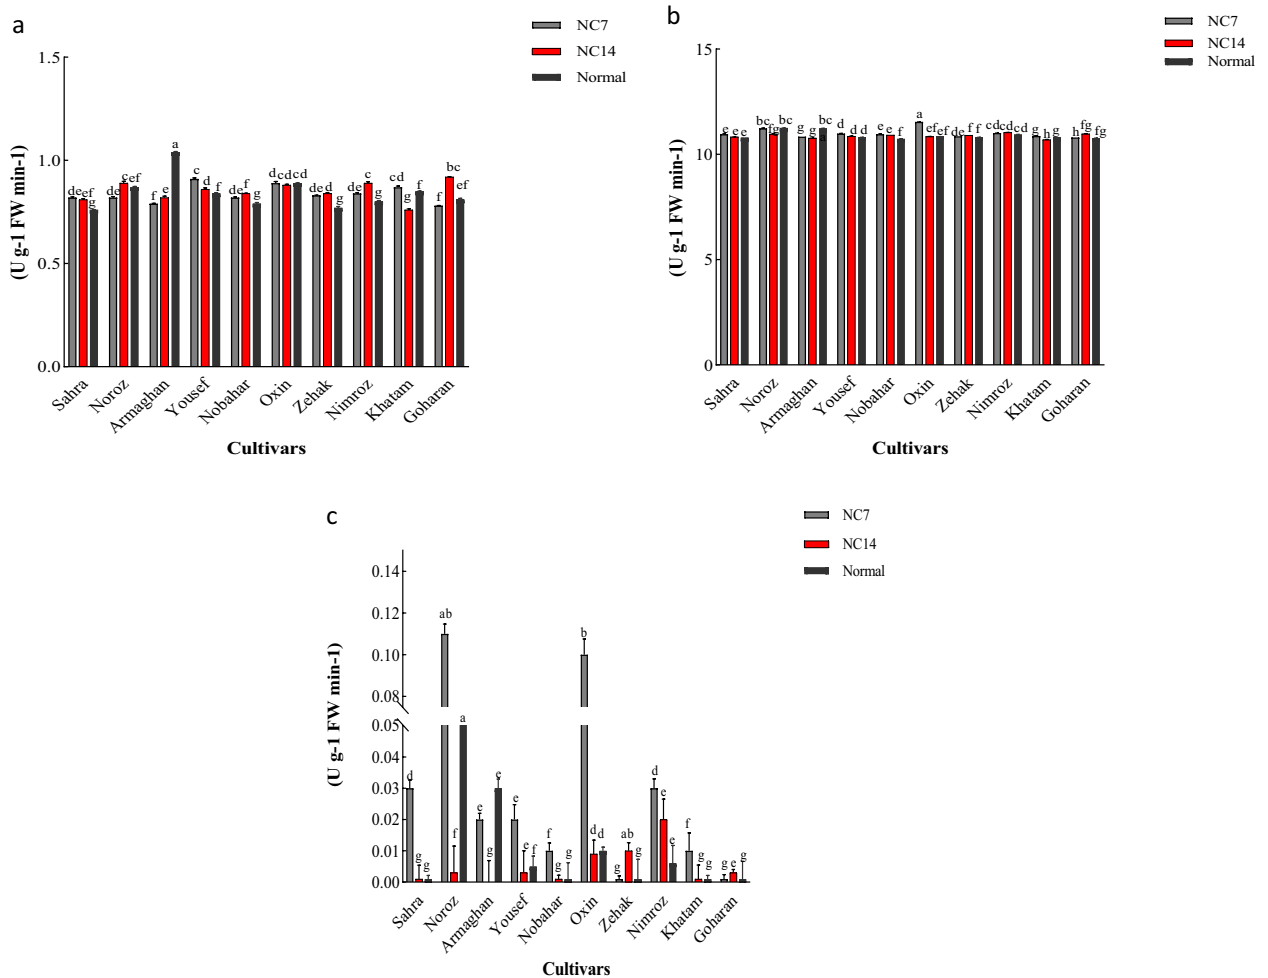 a
NC7
NC14
Normal
(U g-1 FW min-1)
1.5
1.0
0.5
0.0
de ef g
de c ef
f e a
c d f
de f g
d cd cd
de d g
de c g
cd g f
f bc ef
Sahra
Noroz
Armaghan
Yousef
Nobahar
Oxin
Zehak
Nimroz
Khatam
Goharan
Cultivars
b
NC7
NC14
Normal
(U g-1 FW min-1)
15
10
5
0
e e e
bc fg bc
g g bc
a
d d d
e e f
a ef ef
de f f
cd cd cd
g h g
h fg fg
Sahra
Noroz
Armaghan
Yousef
Nobahar
Oxin
Zehak
Nimroz
Khatam
Goharan
Cultivars
c
NC7
NC14
Normal
(U g-1 FW min-1)
0.14
0.12
0.10
0.08
0.05
0.04
0.03
0.02
0.01
0.00
d g g
ab f a
e g e
e e f
f g g
b d d
g ab g
d e e
f g g
g e g
Sahra
Noroz
Armaghan
Yousef
Nobahar
Oxin
Zehak
Nimroz
Khatam
Goharan
Cultivars